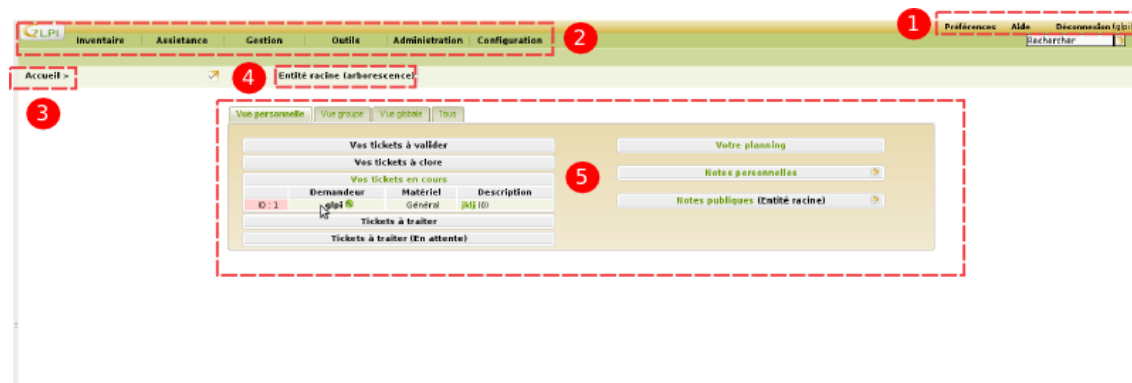 1
Préférences Aide Déconnexion (glpi)
GLPI
Inventaire Assistance Gestion Outils Administration Configuration
2
Rechercher
Accueil >
4
Entité racine (arborescence)
3
Vue personnelle Vue groupe Vue globale Tous
Vos tickets à valider
Votre planning
Vos tickets à clore
Vos tickets en cours
5
Notes personnelles
Demandeur Matériel Description
ID : 1 glpi Général jklj (0)
Notes publiques (Entité racine)
Tickets à traiter
Tickets à traiter (En attente)